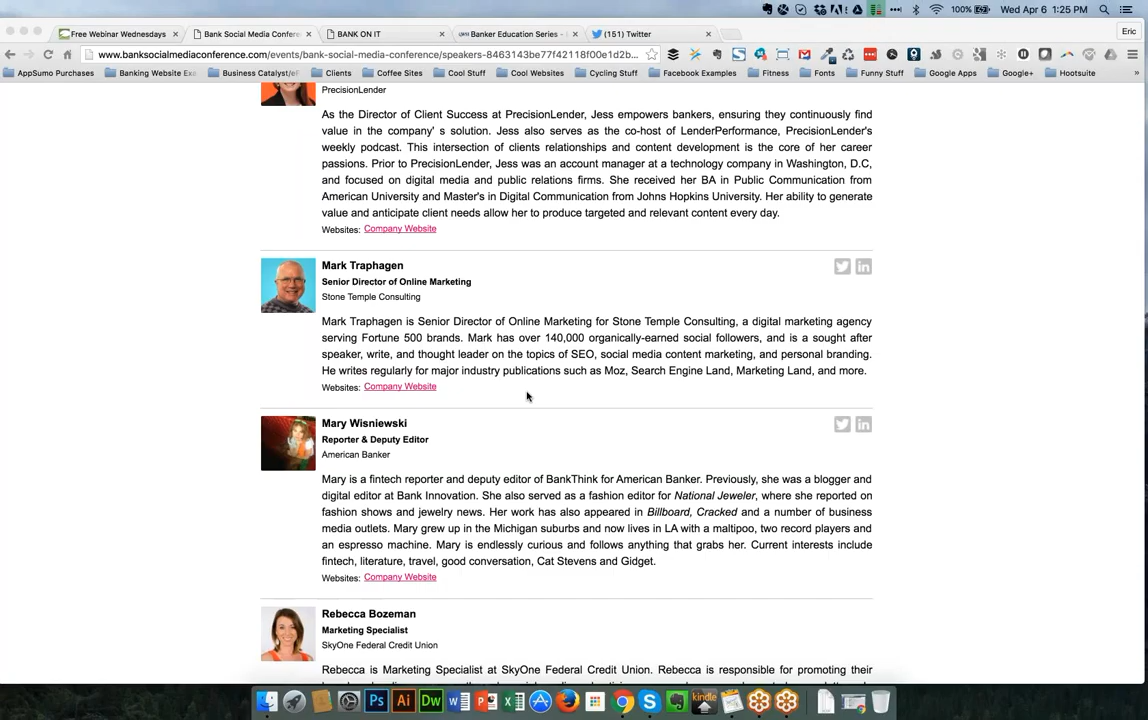 100%
Wed Apr 6 1:25 PM
Free Webinar Wednesdays
Bank Social Media Conferen
BANK ON IT
Banker Education Series -
(151) Twitter
Eric
www.banksocialmediaconference.com/events/bank-social-media-conference/speakers-8463143be77f42118f00e1d2b...
AppSumo Purchases
Banking Website Exa
Business Catalyst/eF
Clients
Coffee Sites
Cool Stuff
Cool Websites
Cycling Stuff
Facebook Examples
Fitness
Fonts
Funny Stuff
Google Apps
Google+
Hootsuite
»
PrecisionLender
As the Director of Client Success at PrecisionLender, Jess empowers bankers, ensuring they continously find
value in the company' s solution. Jess also serves as the co-host of LenderPerformance, PrecisionLender's
weekly podcast. This intersection of clients relationships and content development is the core of her career
passions. Prior to PrecisionLender, Jess was an account manager at a technology company in Washington, D.C,
and focused on digital media and public relations firms. She received her BA in Public Communication from
American University and Master's in Digital Communication from Johns Hopkins University. Her ability to generate
value and anticipate client needs allow her to produce targeted and relevant content every day.
Websites: Company Website
Mark Traphagen
Senior Director of Online Marketing
Stone Temple Consulting
Mark Traphagen is Senior Director of Online Marketing for Stone Temple Consulting, a digital marketing agency
serving Fortune 500 brands. Mark has over 140,000 organically-earned social followers, and is a sought after
speaker, write, and thought leader on the topics of SEO, social media content marketing, and personal branding.
He writes regularly for major industry publications such as Moz, Search Engine Land, Marketing Land, and more.
Websites: Company Website
Mary Wisniewski
Reporter & Deputy Editor
American Banker
Mary is a fintech reporter and deputy editor of BankThink for American Banker. Previously, she was a blogger and
digital editor at Bank Innovation. She also served as a fashion editor for National Jeweler, where she reported on
fashion shows and jewelry news. Her work has also appeared in Billboard, Cracked and a number of business
media outlets. Mary grew up in the Michigan suburbs and now lives in LA with a maltipoo, two record players and
an espresso machine. Mary is endlessly curious and follows anything that grabs her. Current interests include
fintech, literature, travel, good conversation, Cat Stevens and Gidget.
Websites: Company Website
Rebecca Bozeman
Marketing Specialist
SkyOne Federal Credit Union
Rebecca is Marketing Specialist at SkyOne Federal Credit Union. Rebecca is responsible for promoting their
Ps Ai Dw kindle